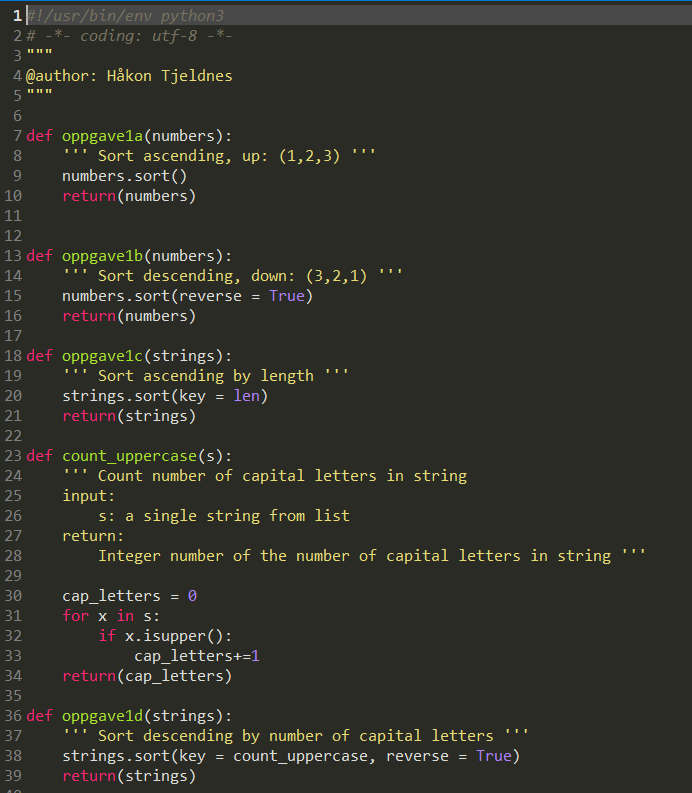 1 #!/usr/bin/env python3
2 # -*- coding: utf-8 -*-
3 """
4 @author: Håkon Tjeldnes
5 """
6
7 def oppgave1a(numbers):
8     ''' Sort ascending, up: (1,2,3) '''
9     numbers.sort()
10     return(numbers)
11
12
13 def oppgave1b(numbers):
14     ''' Sort descending, down: (3,2,1) '''
15     numbers.sort(reverse = True)
16     return(numbers)
17
18 def oppgave1c(strings):
19     ''' Sort ascending by length '''
20     strings.sort(key = len)
21     return(strings)
22
23 def count_uppercase(s):
24     ''' Count number of capital letters in string
25     input:
26         s: a single string from list
27     return:
28         Integer number of the number of capital letters in string '''
29
30     cap_letters = 0
31     for x in s:
32         if x.isupper():
33             cap_letters+=1
34     return(cap_letters)
35
36 def oppgave1d(strings):
37     ''' Sort descending by number of capital letters '''
38     strings.sort(key = count_uppercase, reverse = True)
39     return(strings)